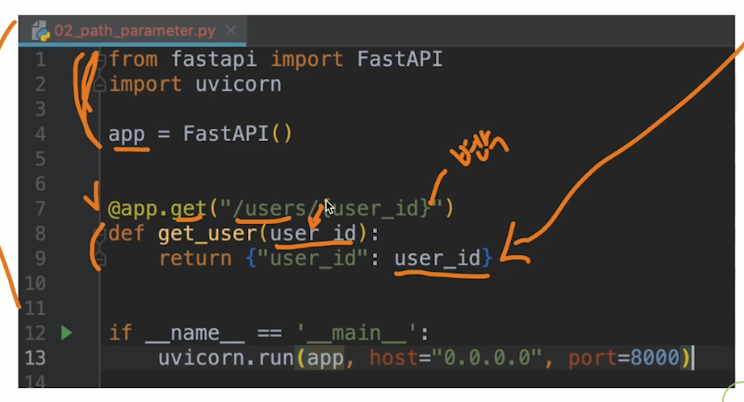 02_path_parameter.py
1 from fastapi import FastAPI
2 import uvicorn
3
4 app = FastAPI()
5
6
7 @app.get("/users/{user_id}")
8 def get_user(user_id):
9 return {"user_id": user_id}
10
11
12 if __name__ == '__main__':
13 uvicorn.run(app, host="0.0.0.0", port=8000)
14